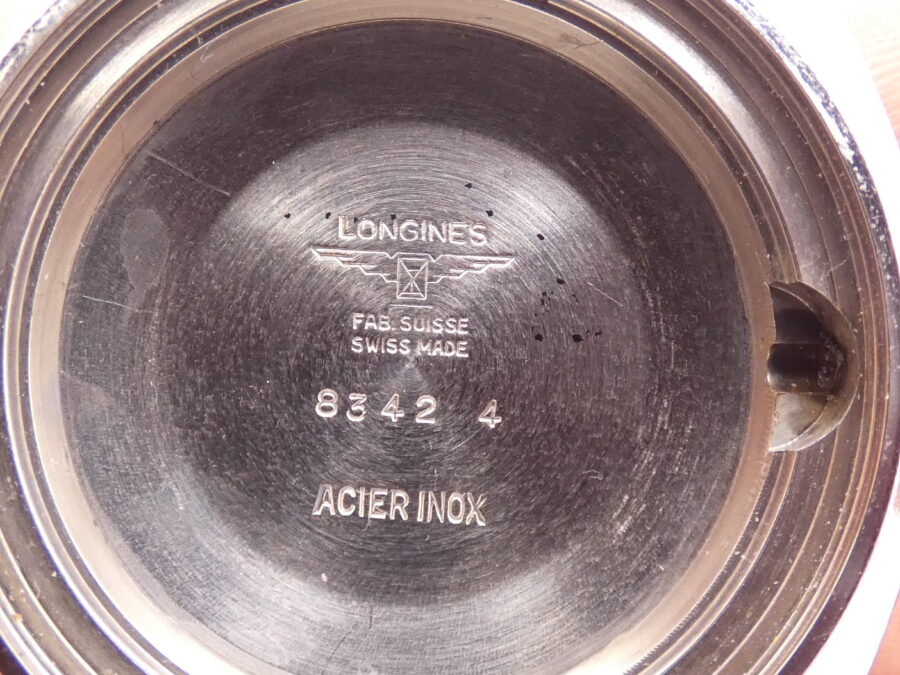 LONGINES
FAB. SUISSE
SWISS MADE
8342 4
ACIER INOX